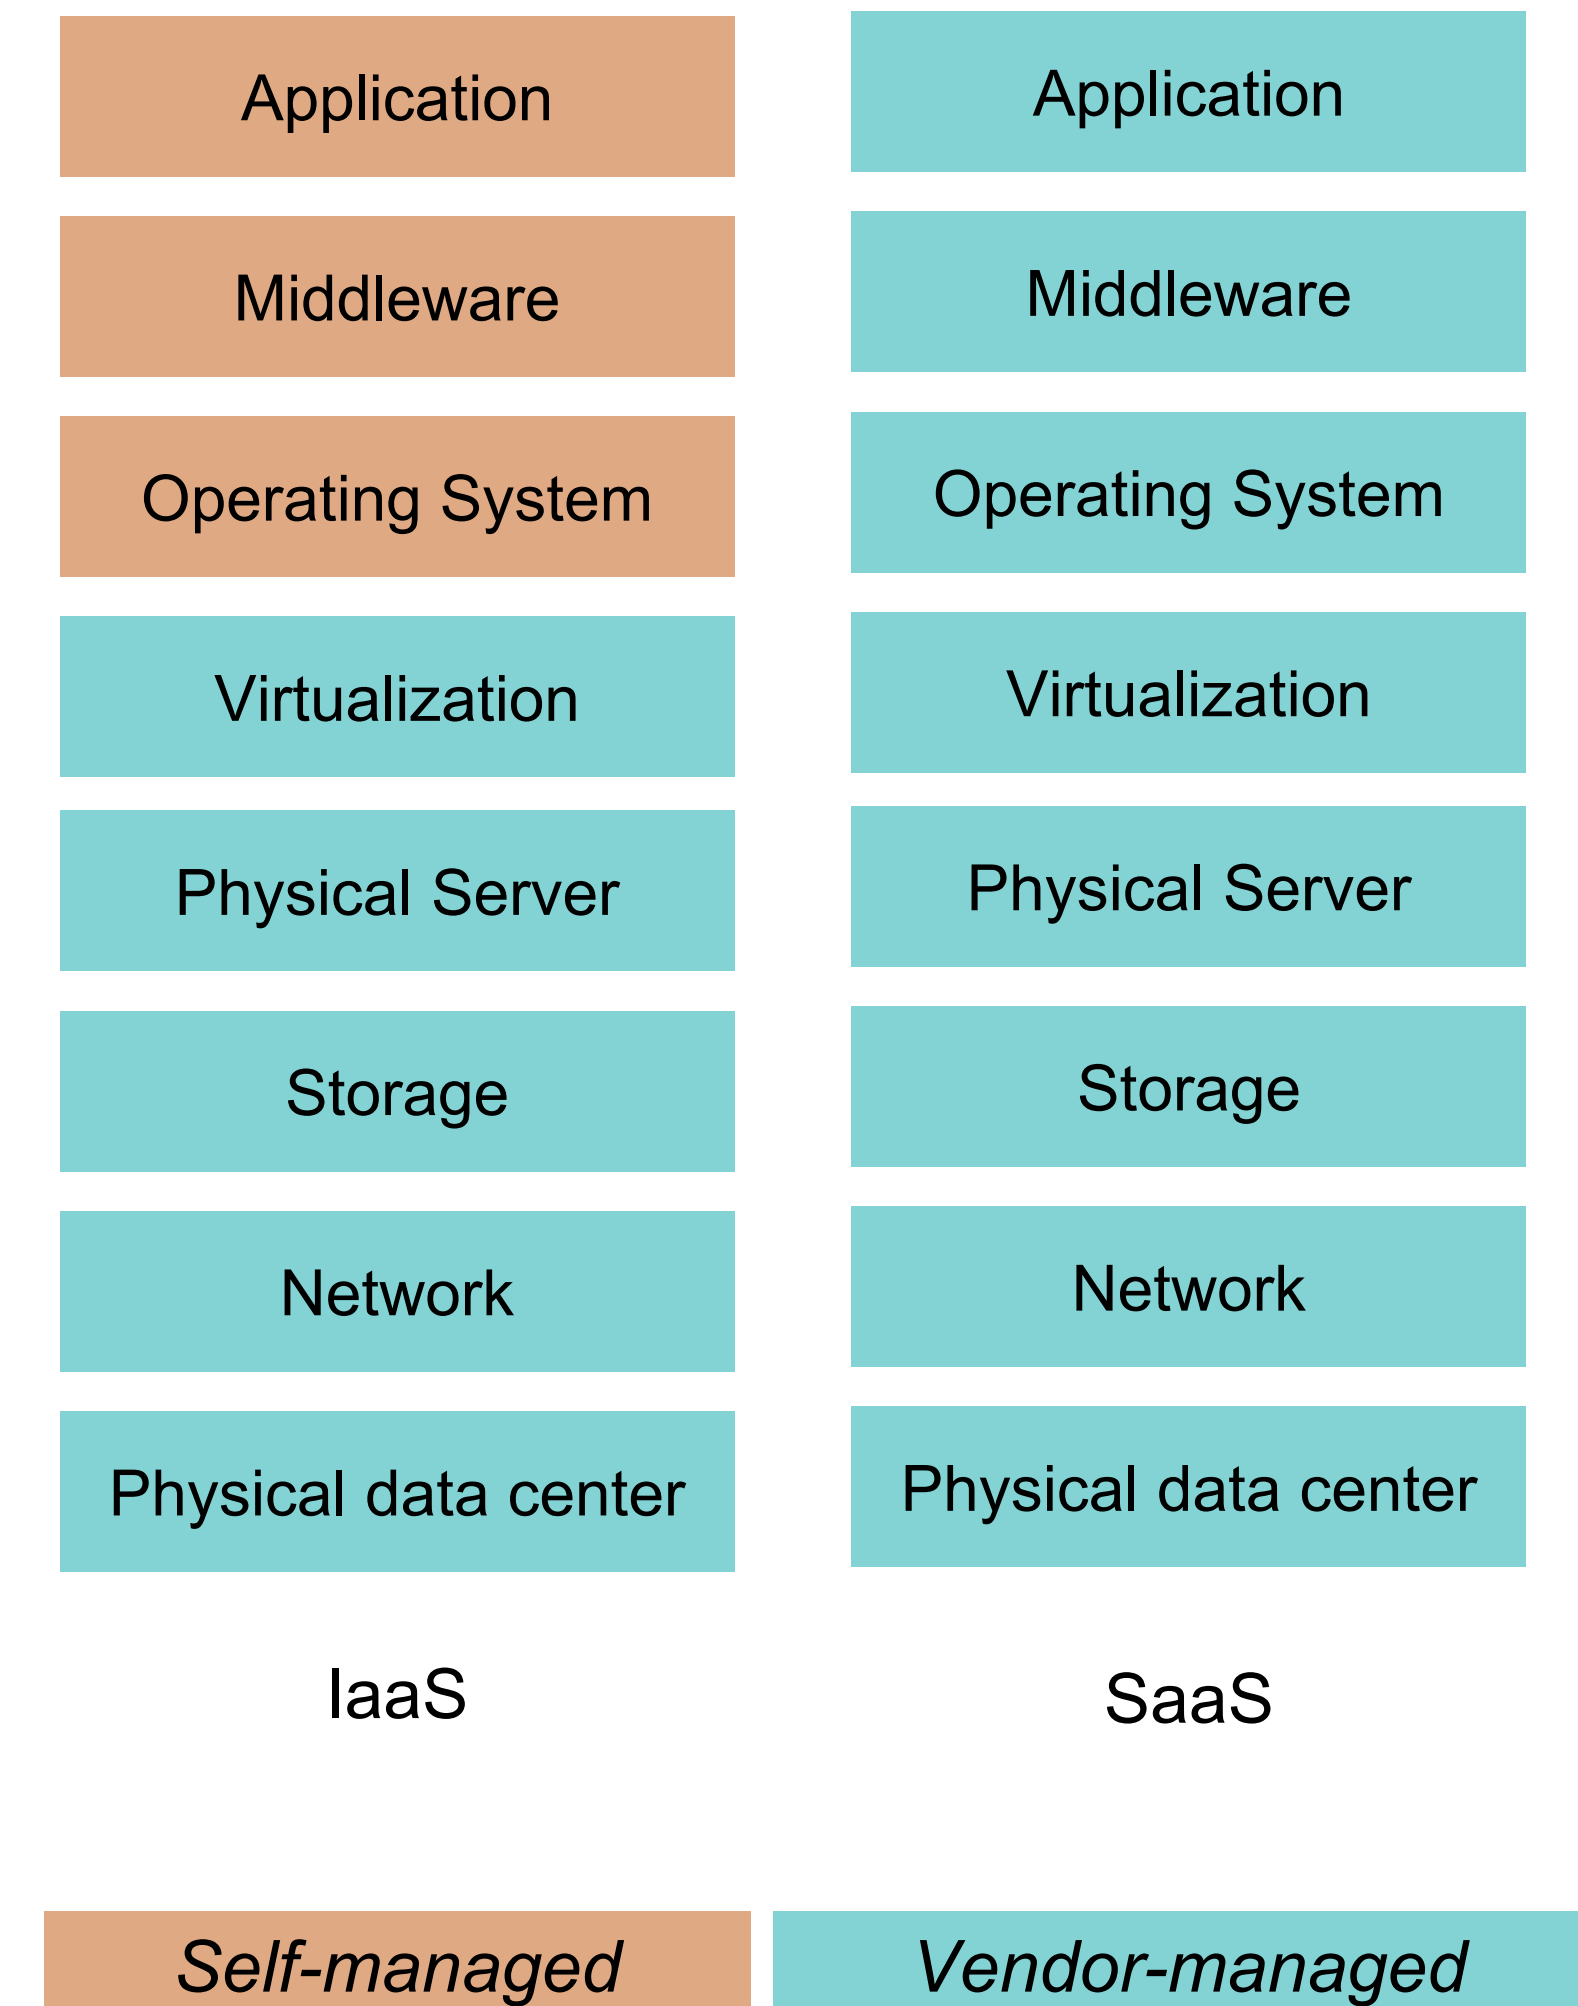 Application
Middleware
Operating System
Virtualization
Physical Server
Storage
Network
Physical data center
IaaS
Application
Middleware
Operating System
Virtualization
Physical Server
Storage
Network
Physical data center
SaaS
Self-managed
Vendor-managed